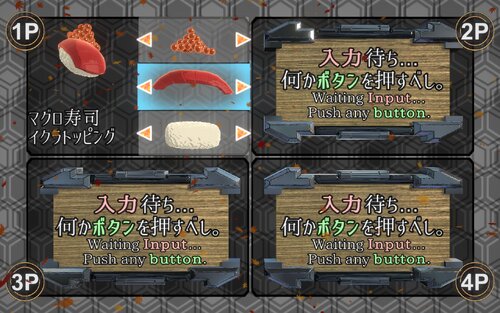 1P
マグロ寿司
イクラトッピング
2P
入力待ち...
何かボタンを押すべし。
Waiting Input...
Push any button.
3P
入力待ち...
何かボタンを押すべし。
Waiting Input...
Push any button.
4P
入力待ち...
何かボタンを押すべし。
Waiting Input...
Push any button.